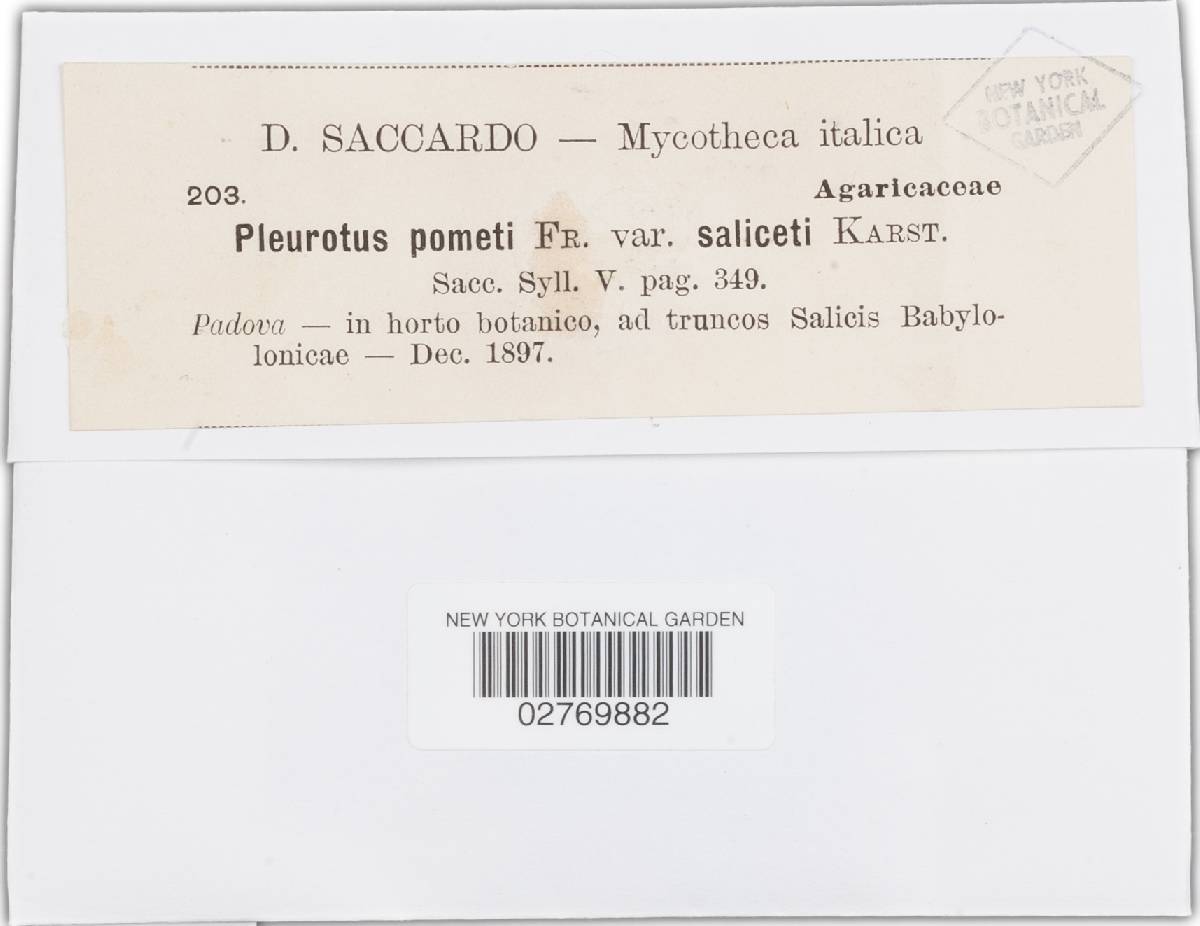 NEW YORK
BOTANICAL
GARDEN
D. SACCARDO — Mycotheca italica
203. Agaricaceae
Pleurotus pometi FR. var. saliceti KARST.
Sacc. Syll. V. pag. 349.
Padova — in horto botanico, ad truncos Salicis Babylo-
lonicae — Dec. 1897.
NEW YORK BOTANICAL GARDEN
02769882